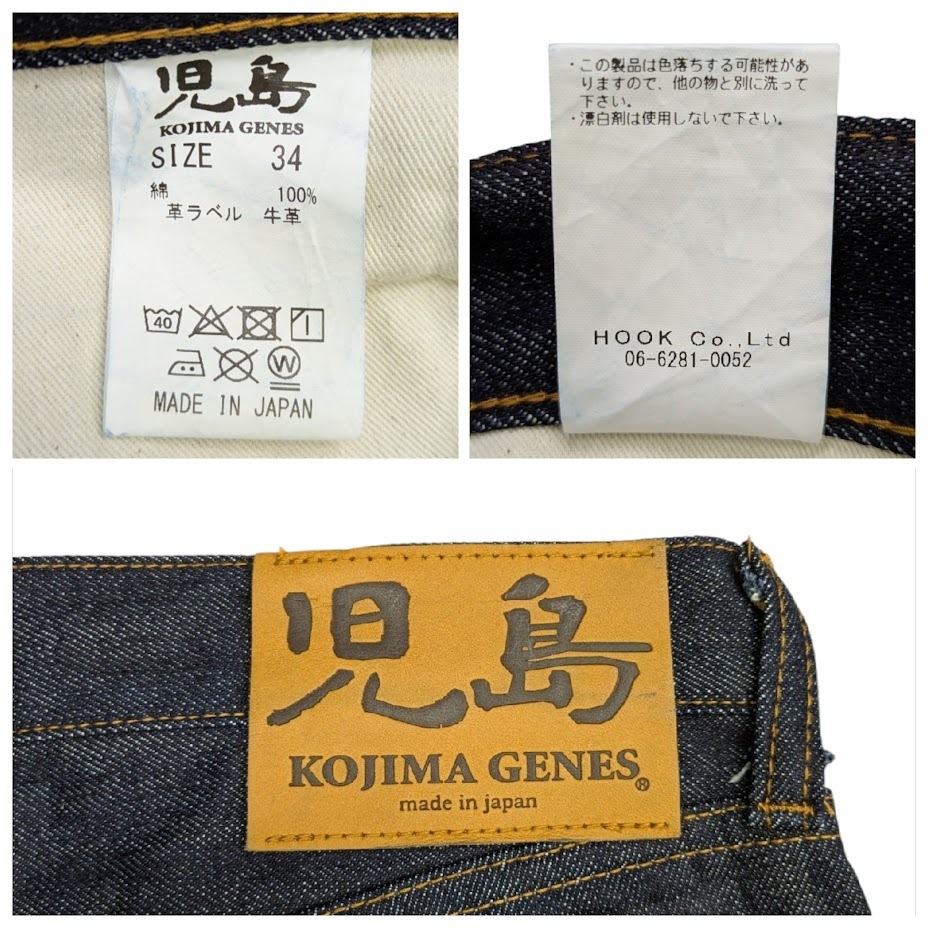 児島
KOJIMA GENES
SIZE 34
綿 100%
革ラベル 牛革
40
MADE IN JAPAN
・この製品は色落ちする可能性があ
りますので、他の物と別に洗って
下さい。
・漂白剤は使用しないで下さい。
HOOK Co.,Ltd
06-6281-0052
児島
KOJIMA GENES®
made in japan